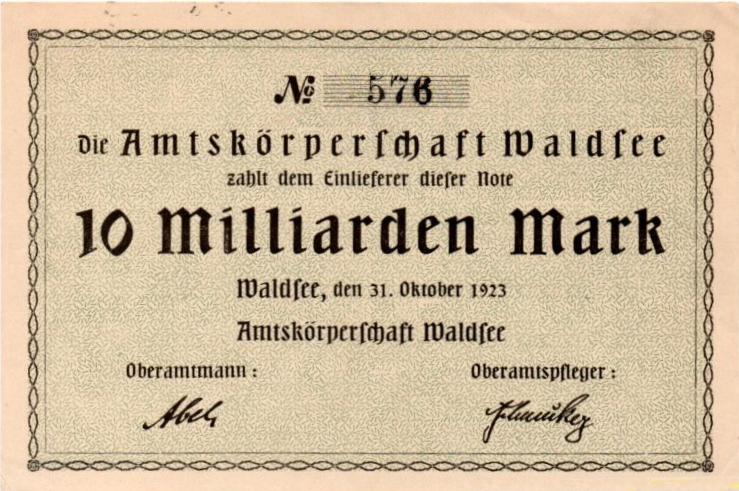 № 576
die Amtskörperſchaft Waldſee
zahlt dem Einlieferer dieſer Note
10 Milliarden Mark
Waldſee, den 31. Oktober 1923
Amtskörperſchaft Waldſee
Oberamtmann: Oberamtspfleger:
Abel